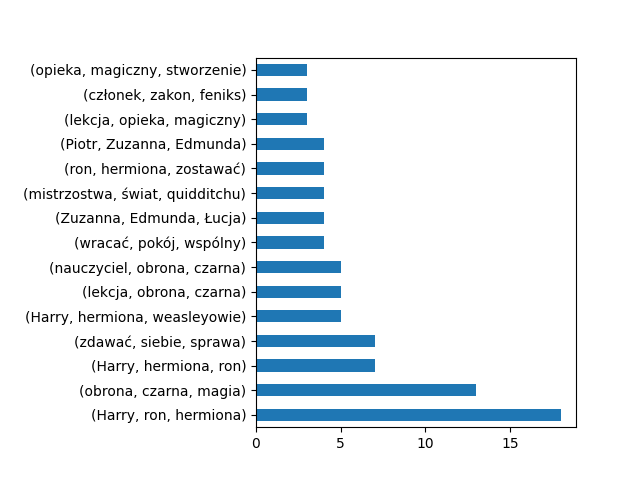 (opieka, magiczny, stworzenie)
(członek, zakon, feniks)
(lekcja, opieka, magiczny)
(Piotr, Zuzanna, Edmunda)
(ron, hermiona, zostawać)
(mistrzostwa, świat, quidditchu)
(Zuzanna, Edmunda, Łucja)
(wracać, pokój, wspólny)
(nauczyciel, obrona, czarna)
(lekcja, obrona, czarna)
(Harry, hermiona, weasleyowie)
(zdawać, siebie, sprawa)
(Harry, hermiona, ron)
(obrona, czarna, magia)
(Harry, ron, hermiona)
0 5 10 15